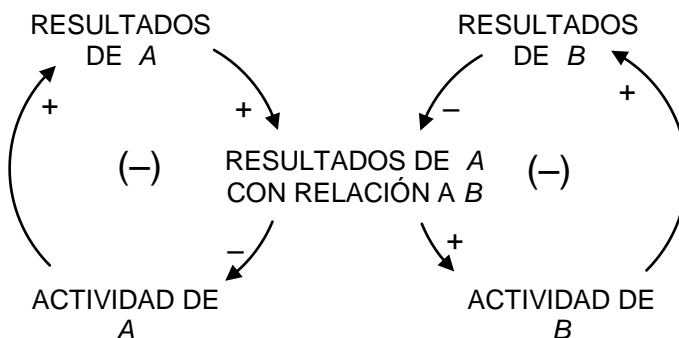 RESULTADOS
DE A
RESULTADOS
DE B
+
+
–
+
(–)
RESULTADOS DE A
CON RELACIÓN A B
(–)
–
+
ACTIVIDAD DE
A
ACTIVIDAD DE
B